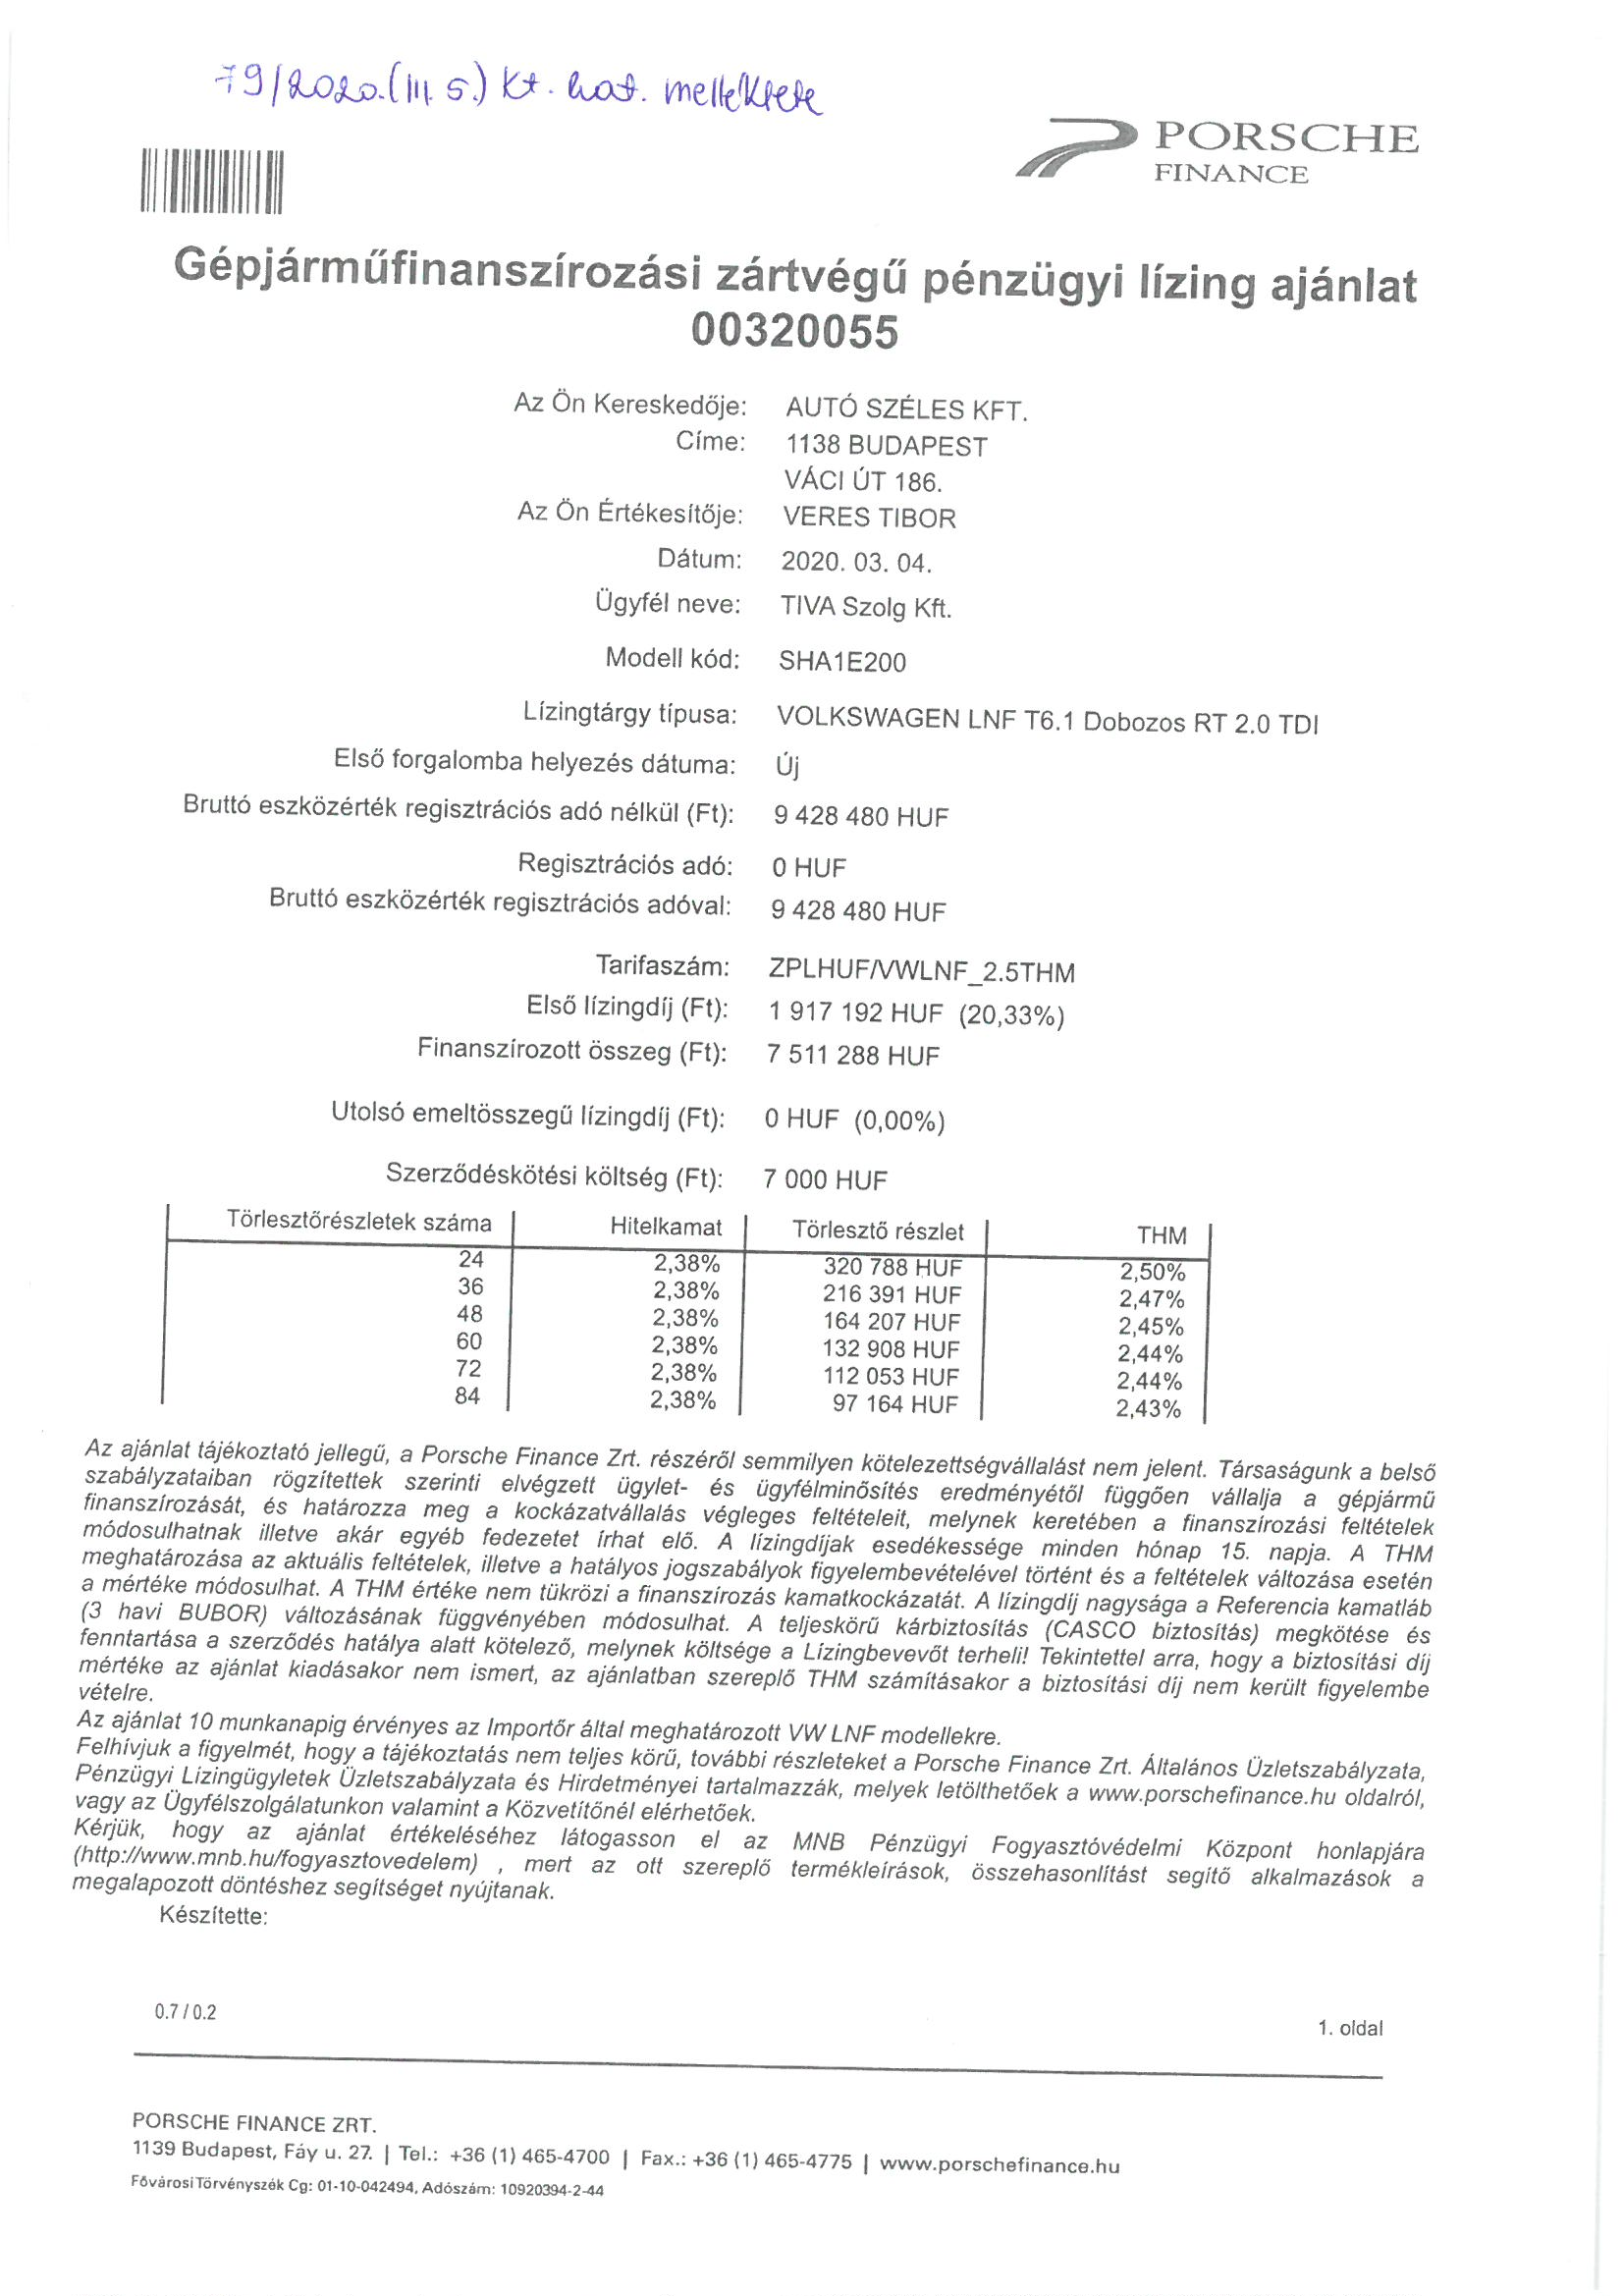 79/2020.(III. 5.) Kt. hat. melléklete
PORSCHE
FINANCE
Gépjárműfinanszírozási zártvégű pénzügyi lízing ajánlat
00320055
Az Ön Kereskedője: AUTÓ SZÉLES KFT.
Címe: 1138 BUDAPEST
VÁCI ÚT 186.
Az Ön Értékesítője: VERES TIBOR
Dátum: 2020. 03. 04.
Ügyfél neve: TIVA Szolg Kft.
Modell kód: SHA1E200
Lízingtárgy típusa: VOLKSWAGEN LNF T6.1 Dobozos RT 2.0 TDI
Első forgalomba helyezés dátuma: Új
Bruttó eszközérték regisztrációs adó nélkül (Ft): 9 428 480 HUF
Regisztrációs adó: 0 HUF
Bruttó eszközérték regisztrációs adóval: 9 428 480 HUF
Tarifaszám: ZPLHUF/VWLNF_2.5THM
Első lízingdíj (Ft): 1 917 192 HUF (20,33%)
Finanszírozott összeg (Ft): 7 511 288 HUF
Utolsó emeltösszegű lízingdíj (Ft): 0 HUF (0,00%)
Szerződéskötési költség (Ft): 7 000 HUF
Törlesztőrészletek száma Hitelkamat Törlesztő részlet THM
24 2,38% 320 788 HUF 2,50%
36 2,38% 216 391 HUF 2,47%
48 2,38% 164 207 HUF 2,45%
60 2,38% 132 908 HUF 2,44%
72 2,38% 112 053 HUF 2,44%
84 2,38% 97 164 HUF 2,43%
Az ajánlat tájékoztató jellegű, a Porsche Finance Zrt. részéről semmilyen kötelezettségvállalást nem jelent. Társaságunk a belső
szabályzataiban rögzítettek szerinti elvégzett ügylet- és ügyfélminősítés eredményétől függően vállalja a gépjármű
finanszírozását, és határozza meg a kockázatvállalás végleges feltételeit, melynek keretében a finanszírozási feltételek
módosulhatnak illetve akár egyéb fedezetet írhat elő. A lízingdíjak esedékessége minden hónap 15. napja. A THM
meghatározása az aktuális feltételek, illetve a hatályos jogszabályok figyelembevételével történt és a feltételek változása esetén
a mértéke módosulhat. A THM értéke nem tükrözi a finanszírozás kamatkockázatát. A lízingdíj nagysága a Referencia kamatláb
(3 havi BUBOR) változásának függvényében módosulhat. A teljeskörű kárbiztosítás (CASCO biztosítás) megkötése és
fenntartása a szerződés hatálya alatt kötelező, melynek költsége a Lízingbevevőt terheli! Tekintettel arra, hogy a biztosítási díj
mértéke az ajánlat kiadásakor nem ismert, az ajánlatban szereplő THM számításakor a biztosítási díj nem került figyelembe
vételre.
Az ajánlat 10 munkanapig érvényes az Importőr által meghatározott VW LNF modellekre.
Felhívjuk a figyelmét, hogy a tájékoztatás nem teljes körű, további részleteket a Porsche Finance Zrt. Általános Üzletszabályzata,
Pénzügyi Lízingügyletek Üzletszabályzata és Hirdetményei tartalmazzák, melyek letölthetőek a www.porschefinance.hu oldalról,
vagy az Ügyfélszolgálatunkon valamint a Közvetítőnél elérhetőek.
Kérjük, hogy az ajánlat értékeléséhez látogasson el az MNB Pénzügyi Fogyasztóvédelmi Központ honlapjára
(http://www.mnb.hu/fogyasztovedelem) , mert az ott szereplő termékleírások, összehasonlítást segítő alkalmazások a
megalapozott döntéshez segítséget nyújtanak.
Készítette:
0.7 / 0.2
1. oldal
PORSCHE FINANCE ZRT.
1139 Budapest, Fáy u. 27. | Tel.: +36 (1) 465-4700 | Fax.: +36 (1) 465-4775 | www.porschefinance.hu
Fővárosi Törvényszék Cg: 01-10-042494, Adószám: 10920394-2-44